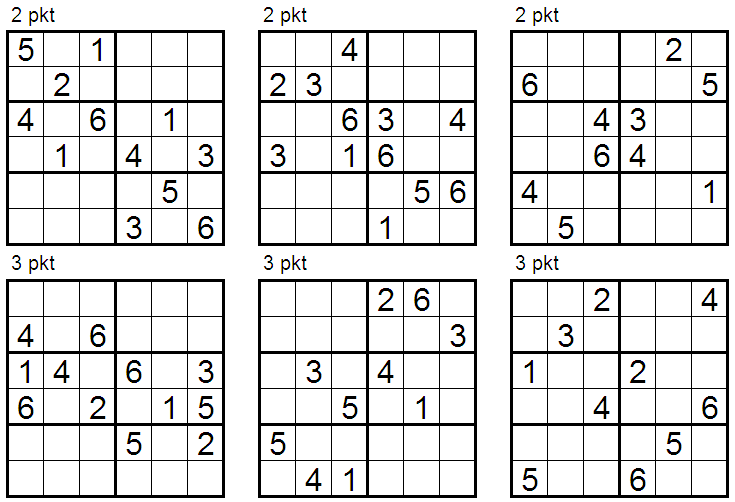 2 pkt 2 pkt 2 pkt
5 1 4 2
2 2 3 6 5
4 6 1 6 3 4 4 3
1 4 3 3 1 6 6 4
5 5 6 4 1
3 6 1 5
3 pkt 3 pkt 3 pkt
2 6 2 4
4 6 3 3
1 4 6 3 3 4 1 2
6 2 1 5 5 1 4 6
5 2 5 5
4 1 5 6